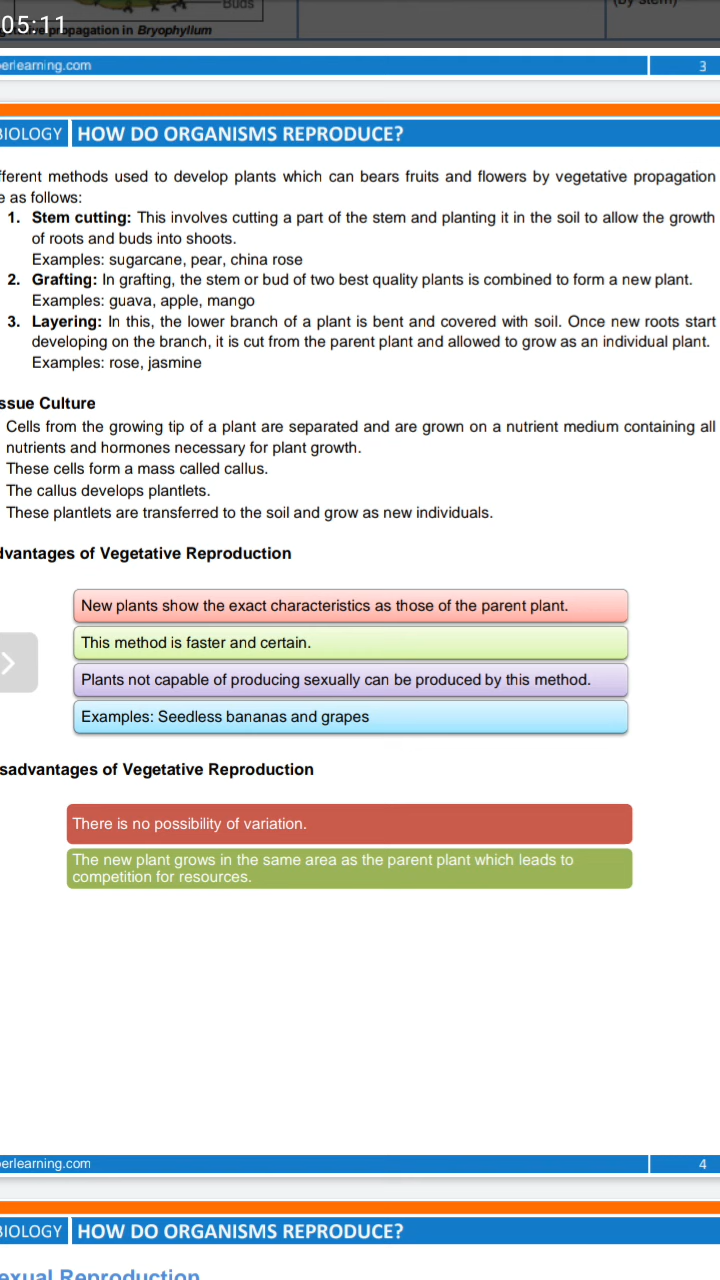 Buds
(by stem)
05:11
propagation in Bryophyllum
erlearning.com
3
BIOLOGY HOW DO ORGANISMS REPRODUCE?
fferent methods used to develop plants which can bears fruits and flowers by vegetative propagation
e as follows:
1. Stem cutting: This involves cutting a part of the stem and planting it in the soil to allow the growth
of roots and buds into shoots.
Examples: sugarcane, pear, china rose
2. Grafting: In grafting, the stem or bud of two best quality plants is combined to form a new plant.
Examples: guava, apple, mango
3. Layering: In this, the lower branch of a plant is bent and covered with soil. Once new roots start
developing on the branch, it is cut from the parent plant and allowed to grow as an individual plant.
Examples: rose, jasmine
ssue Culture
Cells from the growing tip of a plant are separated and are grown on a nutrient medium containing all
nutrients and hormones necessary for plant growth.
These cells form a mass called callus.
The callus develops plantlets.
These plantlets are transferred to the soil and grow as new individuals.
dvantages of Vegetative Reproduction
New plants show the exact characteristics as those of the parent plant.
This method is faster and certain.
Plants not capable of producing sexually can be produced by this method.
Examples: Seedless bananas and grapes
sadvantages of Vegetative Reproduction
There is no possibility of variation.
The new plant grows in the same area as the parent plant which leads to
competition for resources.
erlearning.com
4
BIOLOGY HOW DO ORGANISMS REPRODUCE?
exual Reproduction